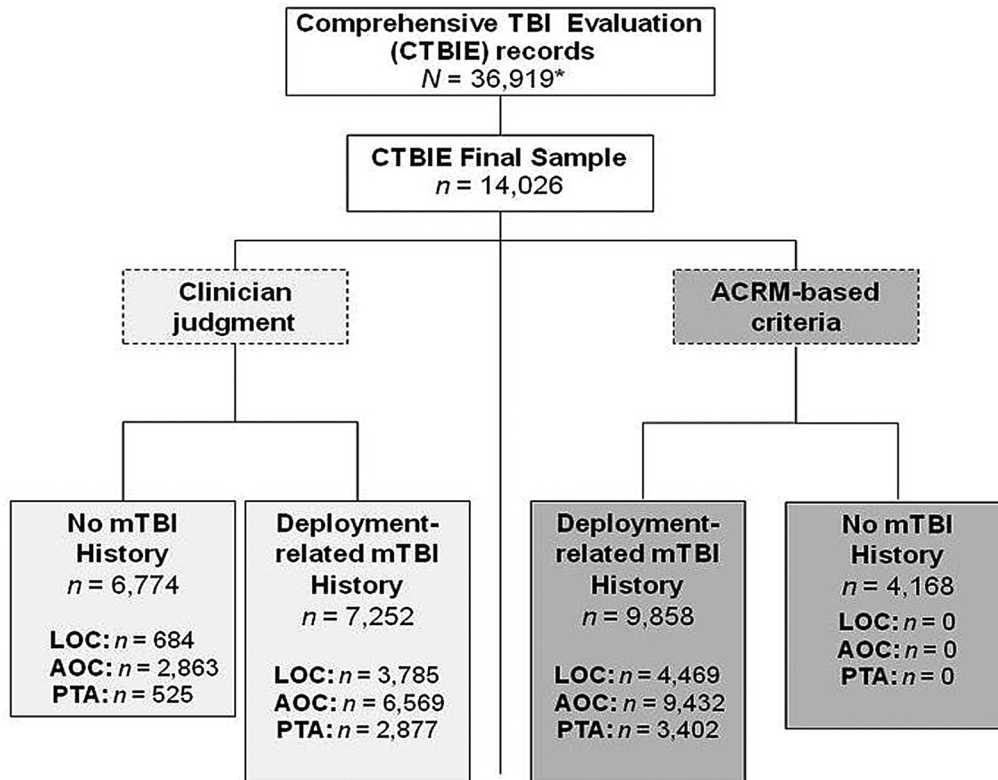 Comprehensive TBI Evaluation
(CTBIE) records
N = 36,919*
CTBIE Final Sample
n = 14,026
Clinician
judgment
ACRM-based
criteria
No mTBI
History
n = 6,774
LOC: n = 684
AOC: n = 2,863
PTA: n = 525
Deployment-
related mTBI
History
n = 7,252
LOC: n = 3,785
AOC: n = 6,569
PTA: n = 2,877
Deployment-
related mTBI
History
n = 9,858
LOC: n = 4,469
AOC: n = 9,432
PTA: n = 3,402
No mTBI
History
n = 4,168
LOC: n = 0
AOC: n = 0
PTA: n = 0